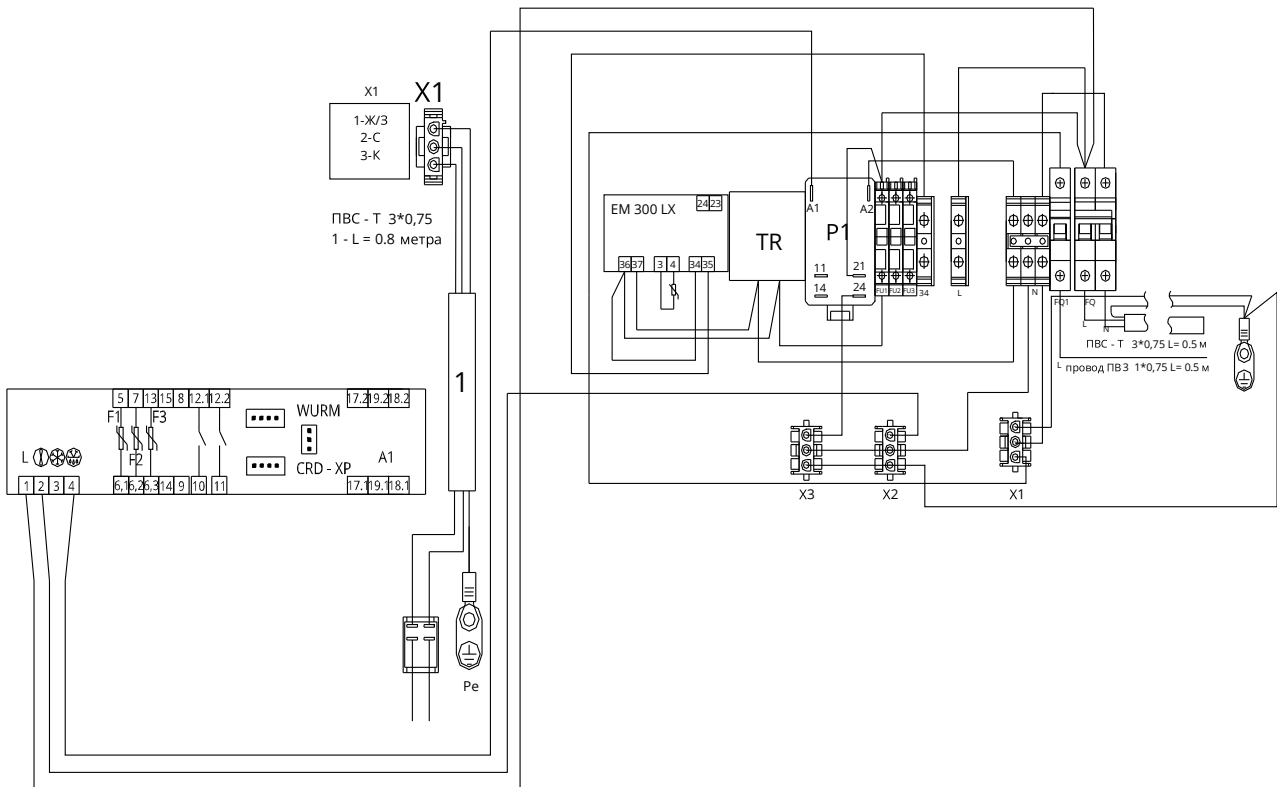 X1
X1
1-Ж/З
2-С
3-К
ПВС - Т 3*0,75
1 - L = 0.8 метра
EM 300 LX
24 23
36 37 3 4 34 35
TR
A1
A2
P1
11 21
14 24
FU1 FU2 FU3 34
L
N
FQ1 FQ
L N
ПВС - Т 3*0,75 L= 0.5 м
L провод ПВ3 1*0,75 L= 0.5 м
1
5 7 13 15 8 12.1 12.2
17.2 19.2 18.2
F1 F3
F2
WURM
CRD - XP
A1
L
1 2 3 4
6,1 6,2 6,3 14 9 10 11
17.1 19.1 18.1
X3 X2 X1
Pe